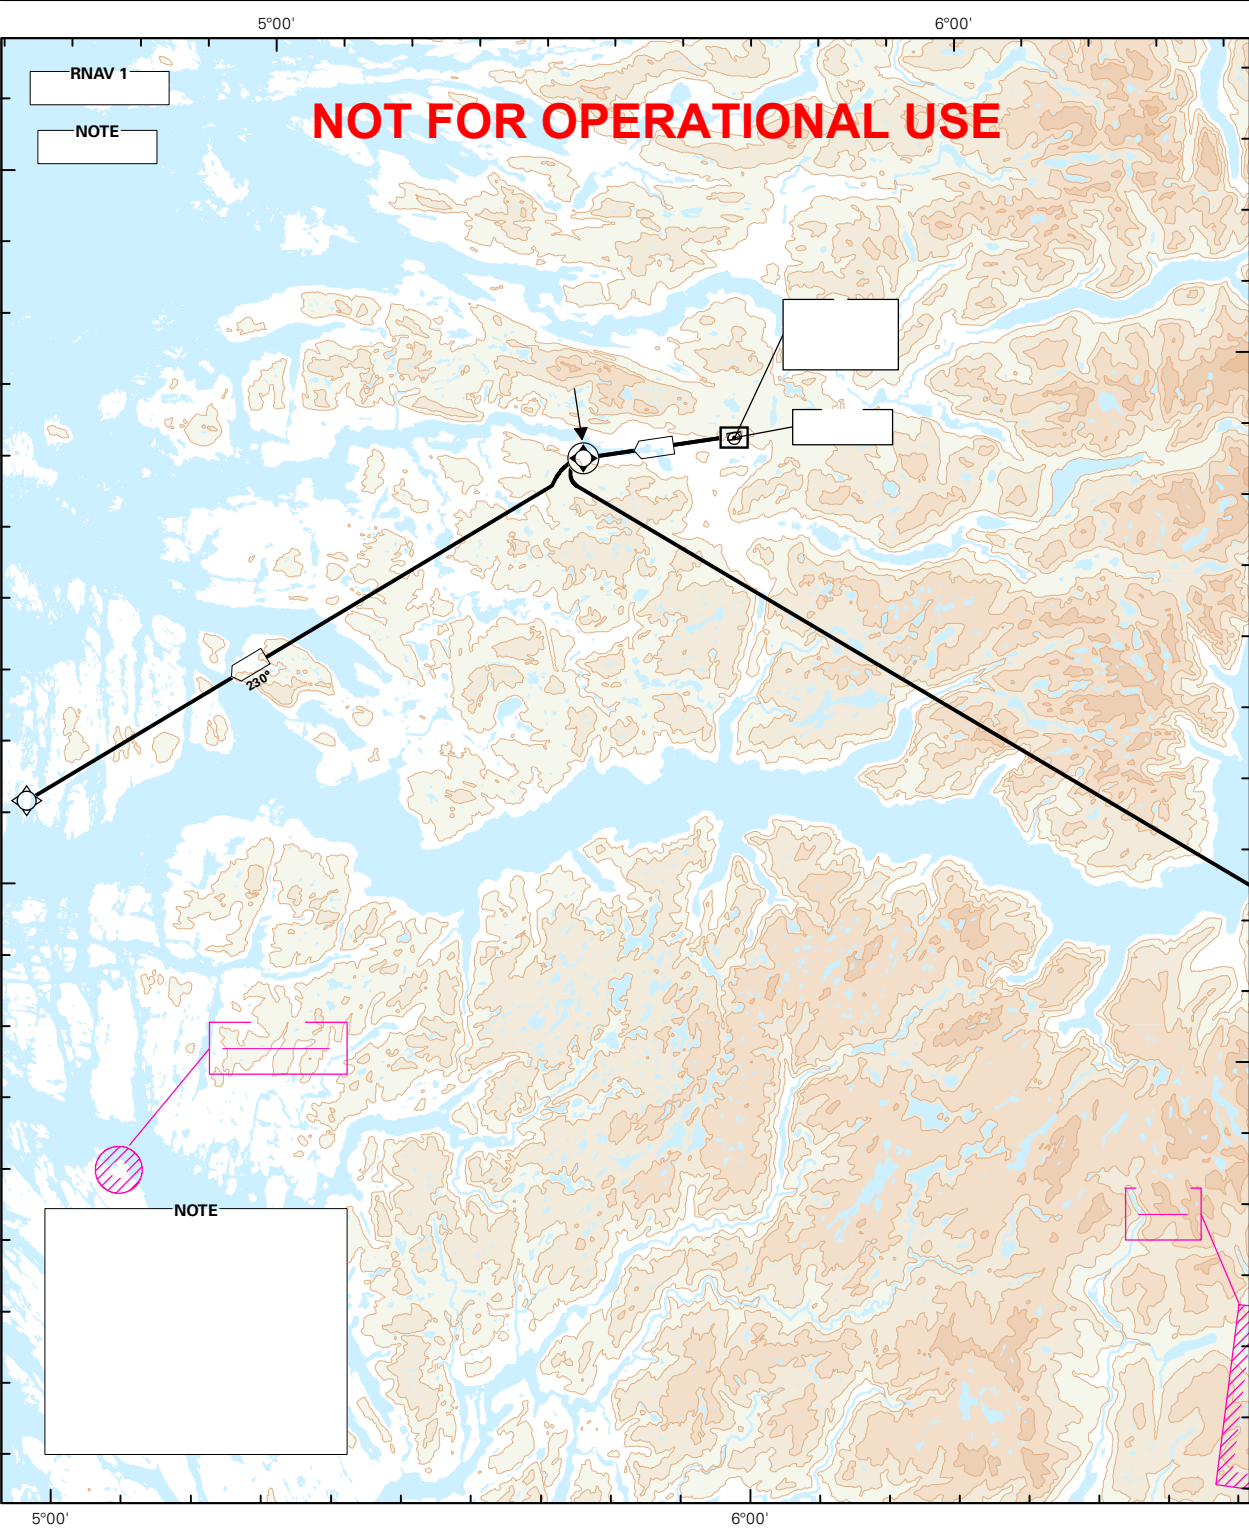 5°00'
6°00'
RNAV 1
NOTE
NOT FOR OPERATIONAL USE
230°
NOTE
5°00'
6°00'